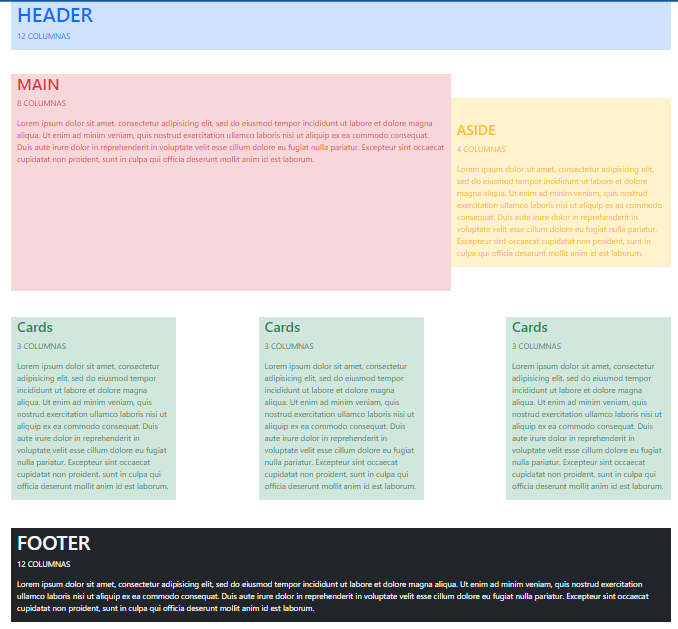 HEADER
12 COLUMNAS
MAIN
8 COLUMNAS
Lorem ipsum dolor sit amet, consectetur adipisicing elit, sed do eiusmod tempor incididunt ut labore et dolore magna
aliqua. Ut enim ad minim veniam, quis nostrud exercitation ullamco laboris nisi ut aliquip ex ea commodo consequat.
Duis aute irure dolor in reprehenderit in voluptate velit esse cillum dolore eu fugiat nulla pariatur. Excepteur sint occaecat
cupidatat non proident, sunt in culpa qui officia deserunt mollit anim id est laborum.
ASIDE
4 COLUMNAS
Lorem ipsum dolor sit amet, consectetur adipisicing elit,
sed do eiusmod tempor incididunt ut labore et dolore
magna aliqua. Ut enim ad minim veniam, quis nostrud
exercitation ullamco laboris nisi ut aliquip ex ea commodo
consequat. Duis aute irure dolor in reprehenderit in
voluptate velit esse cillum dolore eu fugiat nulla pariatur.
Excepteur sint occaecat cupidatat non proident, sunt in
culpa qui officia deserunt mollit anim id est laborum.
Cards
3 COLUMNAS
Lorem ipsum dolor sit amet, consectetur
adipisicing elit, sed do eiusmod tempor
incididunt ut labore et dolore magna
aliqua. Ut enim ad minim veniam, quis
nostrud exercitation ullamco laboris nisi ut
aliquip ex ea commodo consequat. Duis
aute irure dolor in reprehenderit in
voluptate velit esse cillum dolore eu fugiat
nulla pariatur. Excepteur sint occaecat
cupidatat non proident, sunt in culpa qui
officia deserunt mollit anim id est laborum.
Cards
3 COLUMNAS
Lorem ipsum dolor sit amet, consectetur
adipisicing elit, sed do eiusmod tempor
incididunt ut labore et dolore magna
aliqua. Ut enim ad minim veniam, quis
nostrud exercitation ullamco laboris nisi ut
aliquip ex ea commodo consequat. Duis
aute irure dolor in reprehenderit in
voluptate velit esse cillum dolore eu fugiat
nulla pariatur. Excepteur sint occaecat
cupidatat non proident, sunt in culpa qui
officia deserunt mollit anim id est laborum.
Cards
3 COLUMNAS
Lorem ipsum dolor sit amet, consectetur
adipisicing elit, sed do eiusmod tempor
incididunt ut labore et dolore magna
aliqua. Ut enim ad minim veniam, quis
nostrud exercitation ullamco laboris nisi ut
aliquip ex ea commodo consequat. Duis
aute irure dolor in reprehenderit in
voluptate velit esse cillum dolore eu fugiat
nulla pariatur. Excepteur sint occaecat
cupidatat non proident, sunt in culpa qui
officia deserunt mollit anim id est laborum.
FOOTER
12 COLUMNAS
Lorem ipsum dolor sit amet, consectetur adipisicing elit, sed do eiusmod tempor incididunt ut labore et dolore magna aliqua. Ut enim ad minim veniam, quis nostrud exercitation
ullamco laboris nisi ut aliquip ex ea commodo consequat. Duis aute irure dolor in reprehenderit in voluptate velit esse cillum dolore eu fugiat nulla pariatur. Excepteur sint occaecat
cupidatat non proident, sunt in culpa qui officia deserunt mollit anim id est laborum.